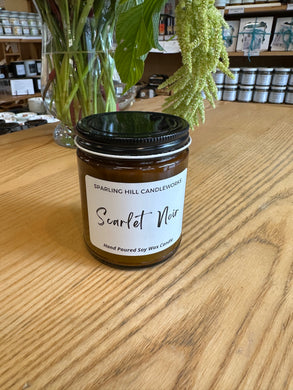 SPARLING HILL CANDLEWORKS
Scarlet Noir
Hand Poured Soy Wax Candle